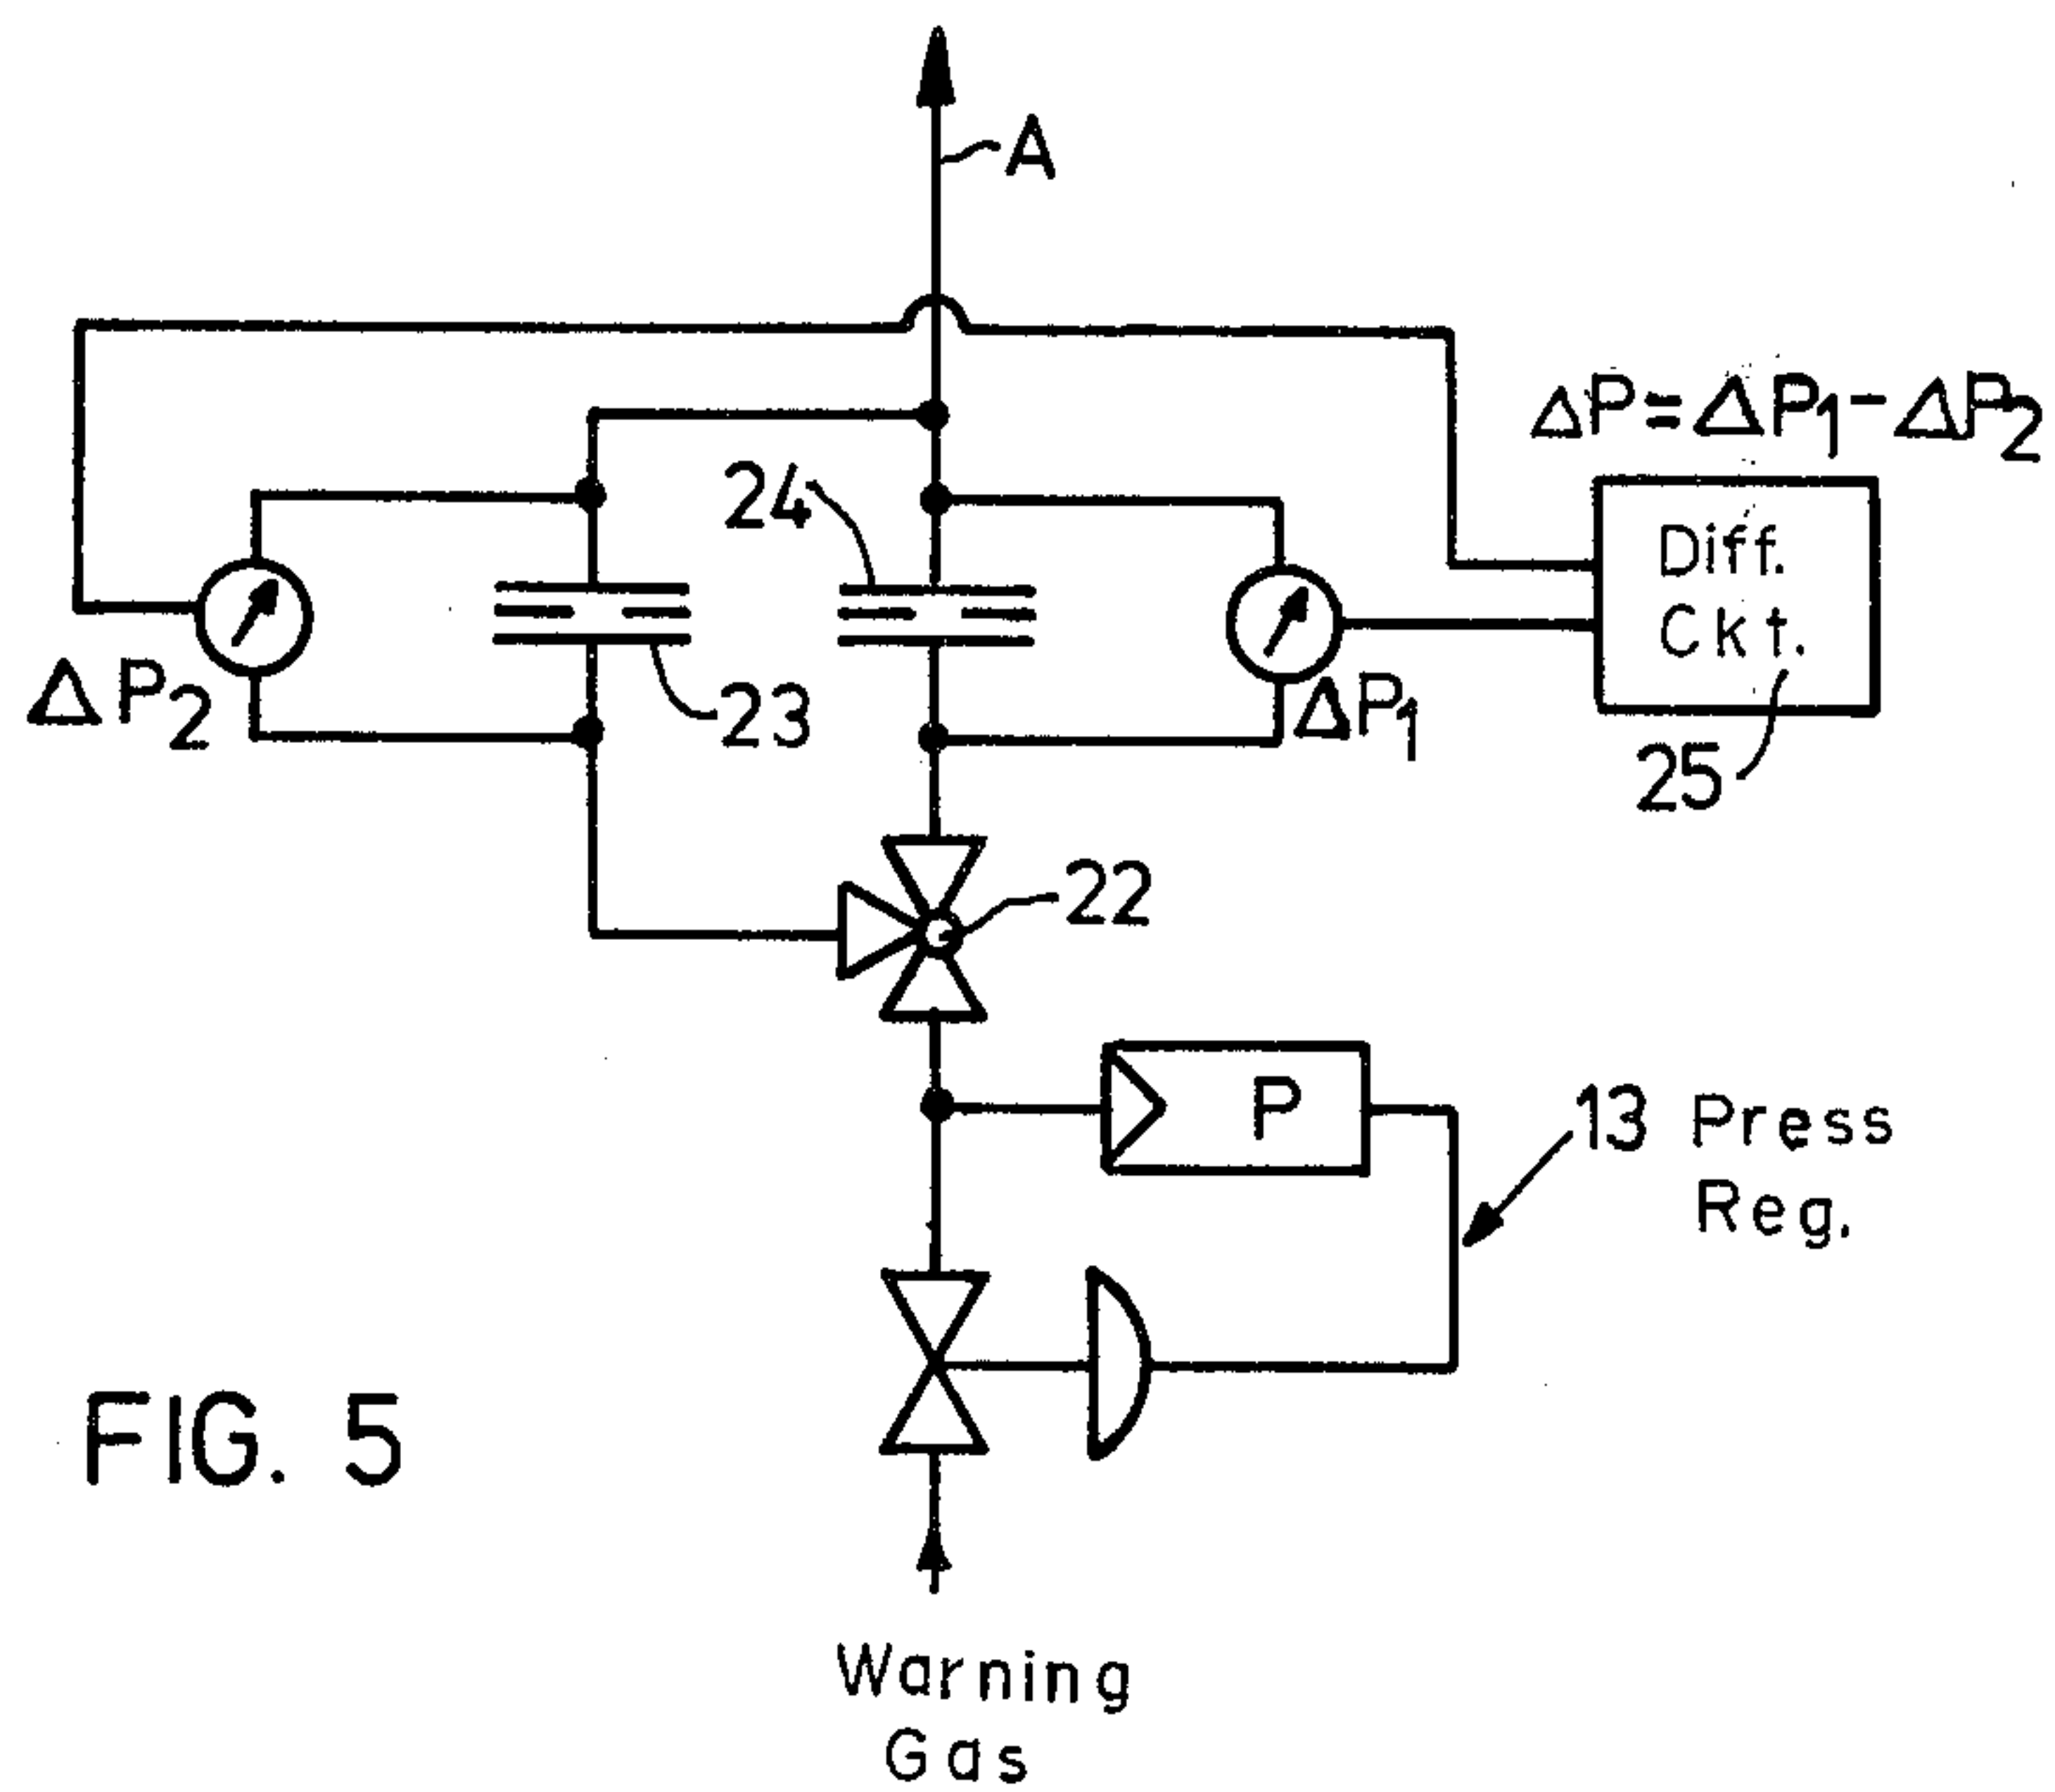 A
ΔP=ΔP1-ΔP2
24
Diff.
Ckt.
ΔP2
23
ΔP1
25
22
P
13 Press
Reg.
FIG. 5
Warning
Gas